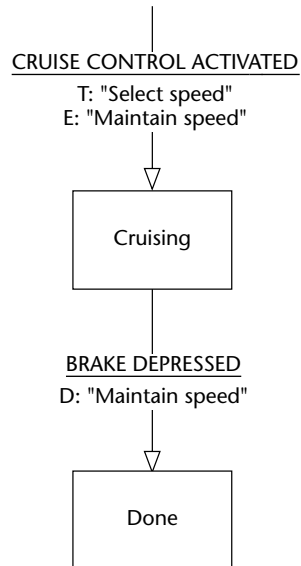 CRUISE CONTROL ACTIVATED
T: "Select speed"
E: "Maintain speed"
Cruising
BRAKE DEPRESSED
D: "Maintain speed"
Done